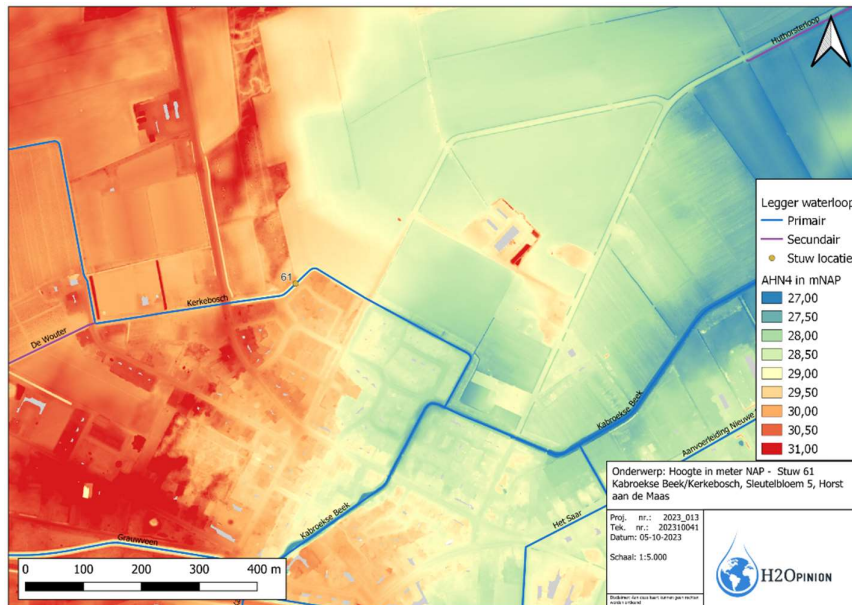 Huthorsterloop
61
Kerkebosch
De Wouter
Kabroekse Beek
Aanvoerleiding Nieuwe
Kabroekse Beek
Het Saar
Grauwveen
Legger waterloop
Primair
Secundair
Stuw locatie
AHN4 in mNAP
27,00
27,50
28,00
28,50
29,00
29,50
30,00
30,50
31,00
Onderwerp: Hoogte in meter NAP - Stuw 61
Kabroekse Beek/Kerkebosch, Sleutelbloem 5, Horst
aan de Maas
Proj. nr.: 2023_013
Tek. nr.: 202310041
Datum: 05-10-2023
Schaal: 1:5.000
H2OPINION
0 100 200 300 400 m